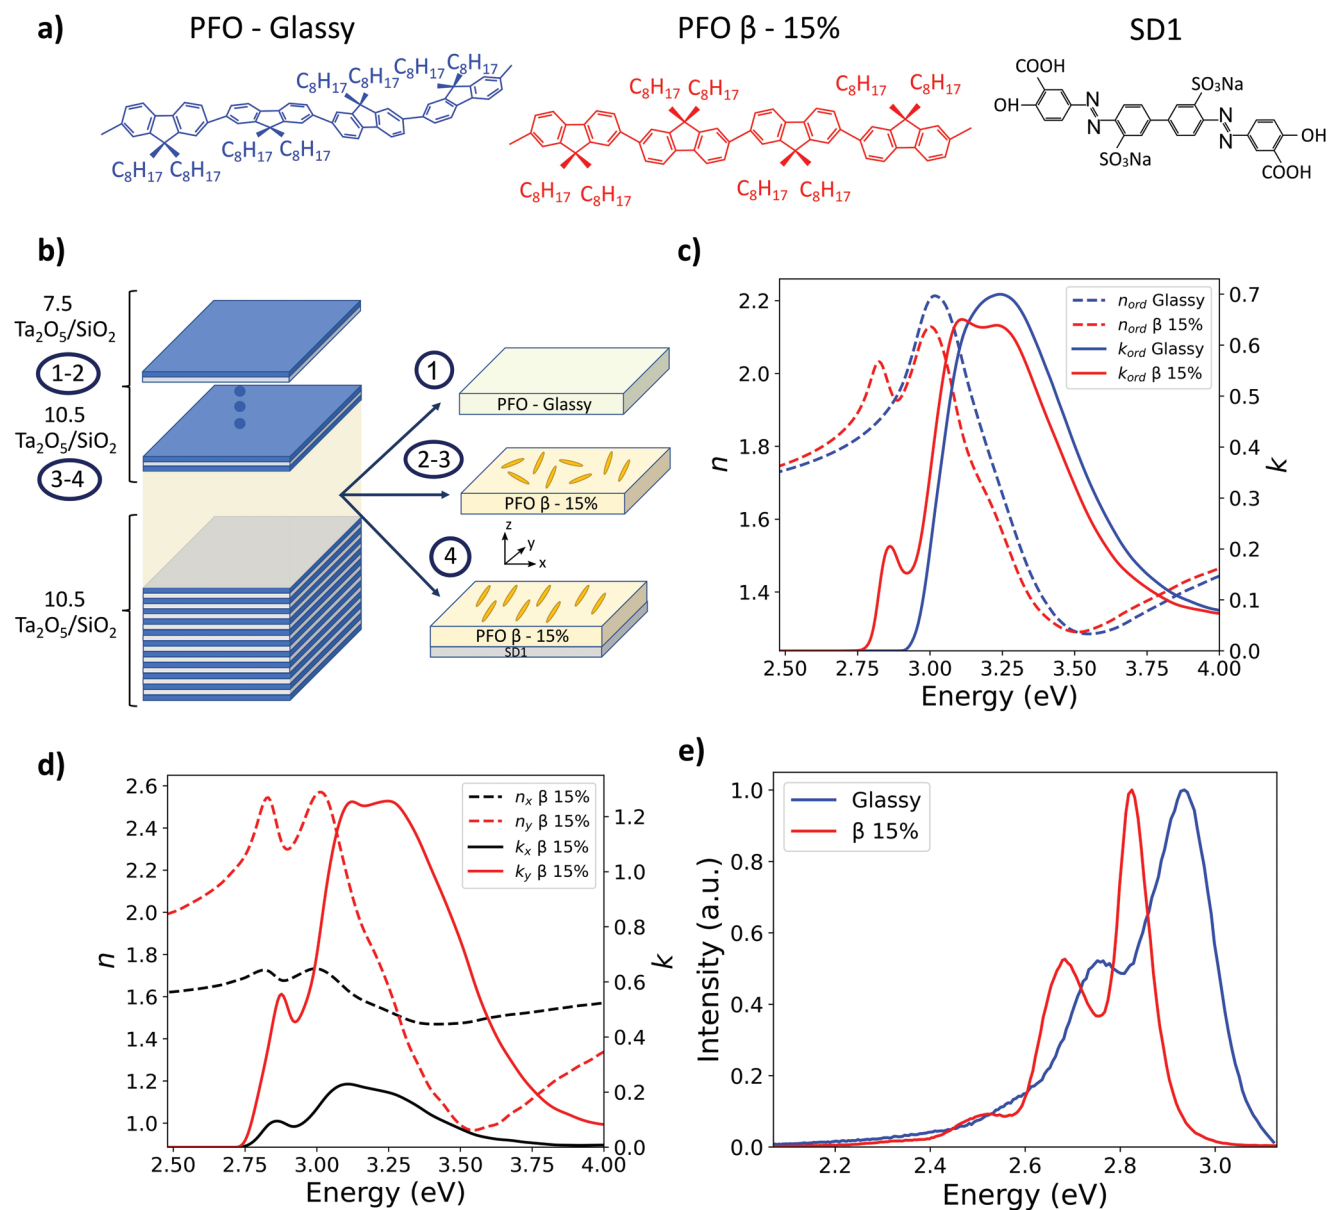 a)
PFO - Glassy
PFO β - 15%
SD1
C₈H₁₇
C₈H₁₇
C₈H₁₇
C₈H₁₇
C₈H₁₇
C₈H₁₇
C₈H₁₇
C₈H₁₇
C₈H₁₇ C₈H₁₇
C₈H₁₇ C₈H₁₇
C₈H₁₇ C₈H₁₇
C₈H₁₇ C₈H₁₇
COOH
OH
N
N
SO₃Na
SO₃Na
N
N
OH
COOH
b)
7.5
Ta₂O₅/SiO₂
1-2
10.5
Ta₂O₅/SiO₂
3-4
10.5
Ta₂O₅/SiO₂
1
PFO - Glassy
2-3
PFO β - 15%
z
y
x
4
PFO β - 15%
SD1
c)
n_ord Glassy
n_ord β 15%
k_ord Glassy
k_ord β 15%
2.2
2.0
1.8
1.6
1.4
n
0.7
0.6
0.5
0.4
0.3
0.2
0.1
0.0
k
2.50 2.75 3.00 3.25 3.50 3.75 4.00
Energy (eV)
d)
n_x β 15%
n_y β 15%
k_x β 15%
k_y β 15%
2.6
2.4
2.2
2.0
1.8
1.6
1.4
1.2
1.0
n
1.2
1.0
0.8
0.6
0.4
0.2
0.0
k
2.50 2.75 3.00 3.25 3.50 3.75 4.00
Energy (eV)
e)
Glassy
β 15%
1.0
0.8
0.6
0.4
0.2
0.0
Intensity (a.u.)
2.2 2.4 2.6 2.8 3.0
Energy (eV)